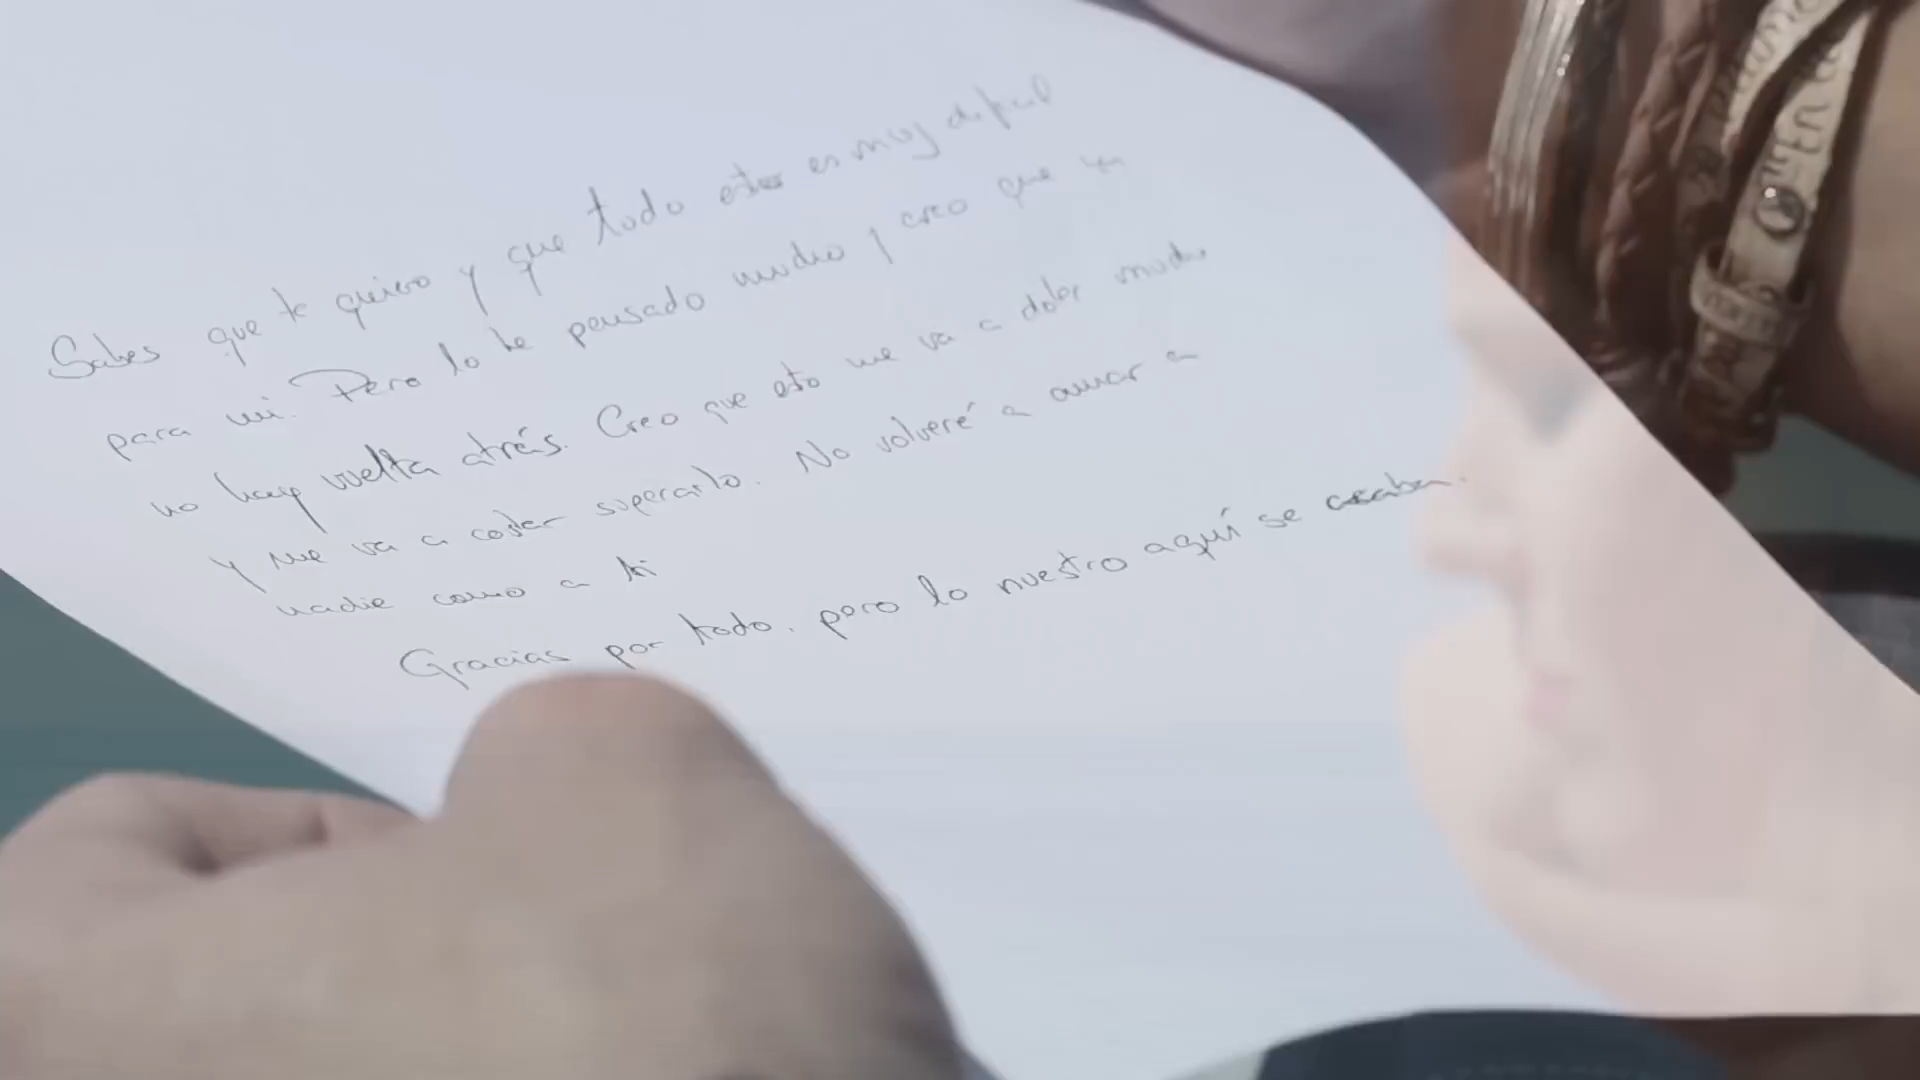 Sabes que te quiero y que todo esto es muy difícil
para mi. Pero lo he pensado mucho y creo que ya
no hay vuelta atrás. Creo que esto me va a doler mucho
y me va a costar superarlo. No volveré a amar a
nadie como a ti
Gracias por todo, pero lo nuestro aquí se acaba.